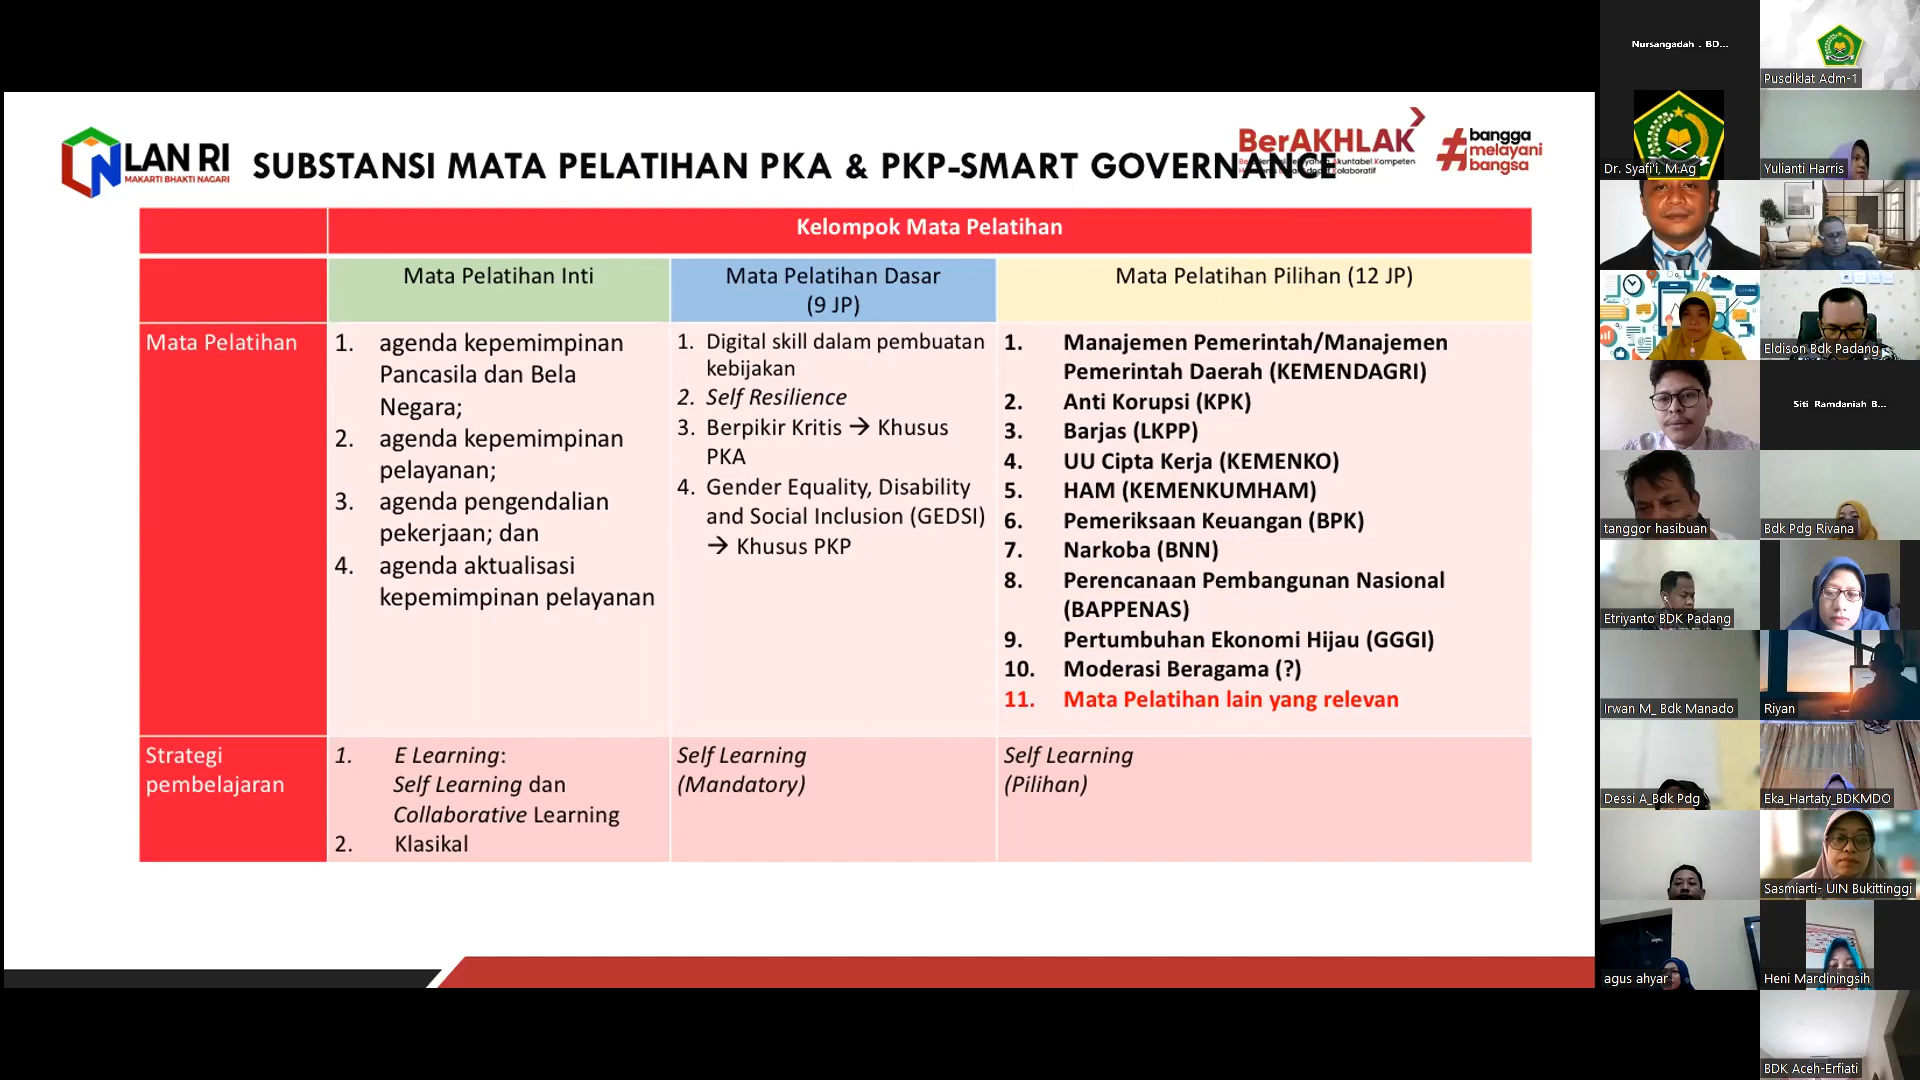 LAN RI
MAKARTI BHAKTI NAGARI
SUBSTANSI MATA PELATIHAN PKA & PKP-SMART GOVERNANCE
BerAKHLAK
#bangga
melayani
bangsa
Kelompok Mata Pelatihan
Mata Pelatihan Inti
Mata Pelatihan Dasar
(9 JP)
Mata Pelatihan Pilihan (12 JP)
Mata Pelatihan
1. agenda kepemimpinan
Pancasila dan Bela
Negara;
2. agenda kepemimpinan
pelayanan;
3. agenda pengendalian
pekerjaan; dan
4. agenda aktualisasi
kepemimpinan pelayanan
1. Digital skill dalam pembuatan
kebijakan
2. Self Resilience
3. Berpikir Kritis → Khusus
PKA
4. Gender Equality, Disability
and Social Inclusion (GEDSI)
→ Khusus PKP
1. Manajemen Pemerintah/Manajemen
Pemerintah Daerah (KEMENDAGRI)
2. Anti Korupsi (KPK)
3. Barjas (LKPP)
4. UU Cipta Kerja (KEMENKO)
5. HAM (KEMENKUMHAM)
6. Pemeriksaan Keuangan (BPK)
7. Narkoba (BNN)
8. Perencanaan Pembangunan Nasional
(BAPPENAS)
9. Pertumbuhan Ekonomi Hijau (GGGI)
10. Moderasi Beragama (?)
11. Mata Pelatihan lain yang relevan
Strategi
pembelajaran
1. E Learning:
Self Learning dan
Collaborative Learning
2. Klasikal
Self Learning
(Mandatory)
Self Learning
(Pilihan)
Nursangadah . BD...
Pusdiklat Adm-1
Dr. Syafi'i, M.Ag
Yulianti Harris
Eldison Bdk Padang
Siti Ramdaniah B...
tanggor hasibuan
Bdk Pdg Rivana
Etriyanto BDK Padang
Irwan M_ Bdk Manado
Riyan
Dessi A_Bdk Pdg
Eka_Hartaty_BDKMDO
Sasmiarti- UIN Bukittinggi
agus ahyar
Heni Mardiningsih
BDK Aceh-Erfiati